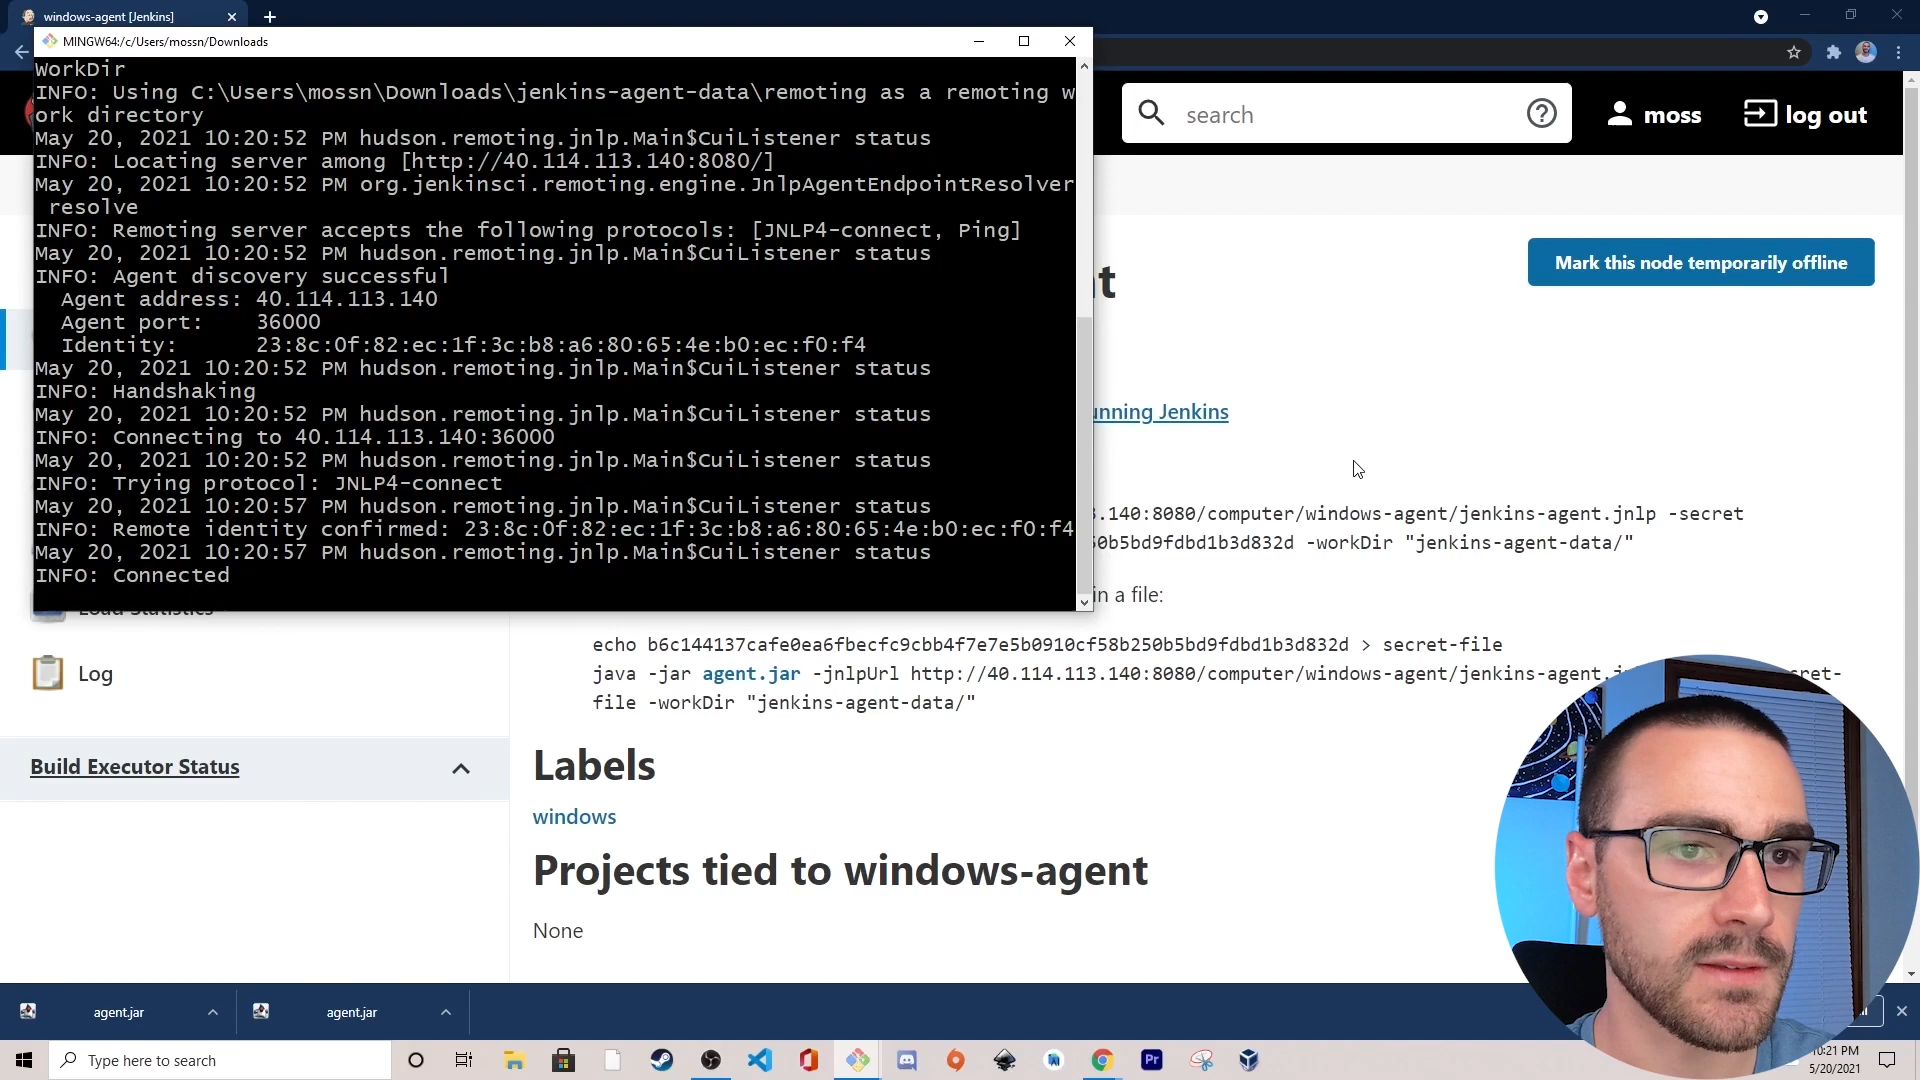 windows-agent [Jenkins]
MINGW64:/c/Users/mossn/Downloads
WorkDir
INFO: Using C:\Users\mossn\Downloads\jenkins-agent-data\remoting as a remoting w
ork directory
May 20, 2021 10:20:52 PM hudson.remoting.jnlp.Main$CuiListener status
INFO: Locating server among [http://40.114.113.140:8080/]
May 20, 2021 10:20:52 PM org.jenkinsci.remoting.engine.JnlpAgentEndpointResolver
resolve
INFO: Remoting server accepts the following protocols: [JNLP4-connect, Ping]
May 20, 2021 10:20:52 PM hudson.remoting.jnlp.Main$CuiListener status
INFO: Agent discovery successful
Agent address: 40.114.113.140
Agent port: 36000
Identity: 23:8c:0f:82:ec:1f:3c:b8:a6:80:65:4e:b0:ec:f0:f4
May 20, 2021 10:20:52 PM hudson.remoting.jnlp.Main$CuiListener status
INFO: Handshaking
May 20, 2021 10:20:52 PM hudson.remoting.jnlp.Main$CuiListener status
INFO: Connecting to 40.114.113.140:36000
May 20, 2021 10:20:52 PM hudson.remoting.jnlp.Main$CuiListener status
INFO: Trying protocol: JNLP4-connect
May 20, 2021 10:20:57 PM hudson.remoting.jnlp.Main$CuiListener status
INFO: Remote identity confirmed: 23:8c:0f:82:ec:1f:3c:b8:a6:80:65:4e:b0:ec:f0:f4
May 20, 2021 10:20:57 PM hudson.remoting.jnlp.Main$CuiListener status
INFO: Connected
search
moss
log out
Mark this node temporarily offline
unning Jenkins
.140:8080/computer/windows-agent/jenkins-agent.jnlp -secret
0b5bd9fdbd1b3d832d -workDir "jenkins-agent-data/"
in a file:
echo b6c144137cafe0ea6fbecfc9cbb4f7e7e5b0910cf58b250b5bd9fdbd1b3d832d > secret-file
java -jar agent.jar -jnlpUrl http://40.114.113.140:8080/computer/windows-agent/jenkins-agent.j cret-
file -workDir "jenkins-agent-data/"
Labels
windows
Projects tied to windows-agent
None
Load Statistics
Log
Build Executor Status
agent.jar
agent.jar
Type here to search
Pr
10:21 PM
5/20/2021